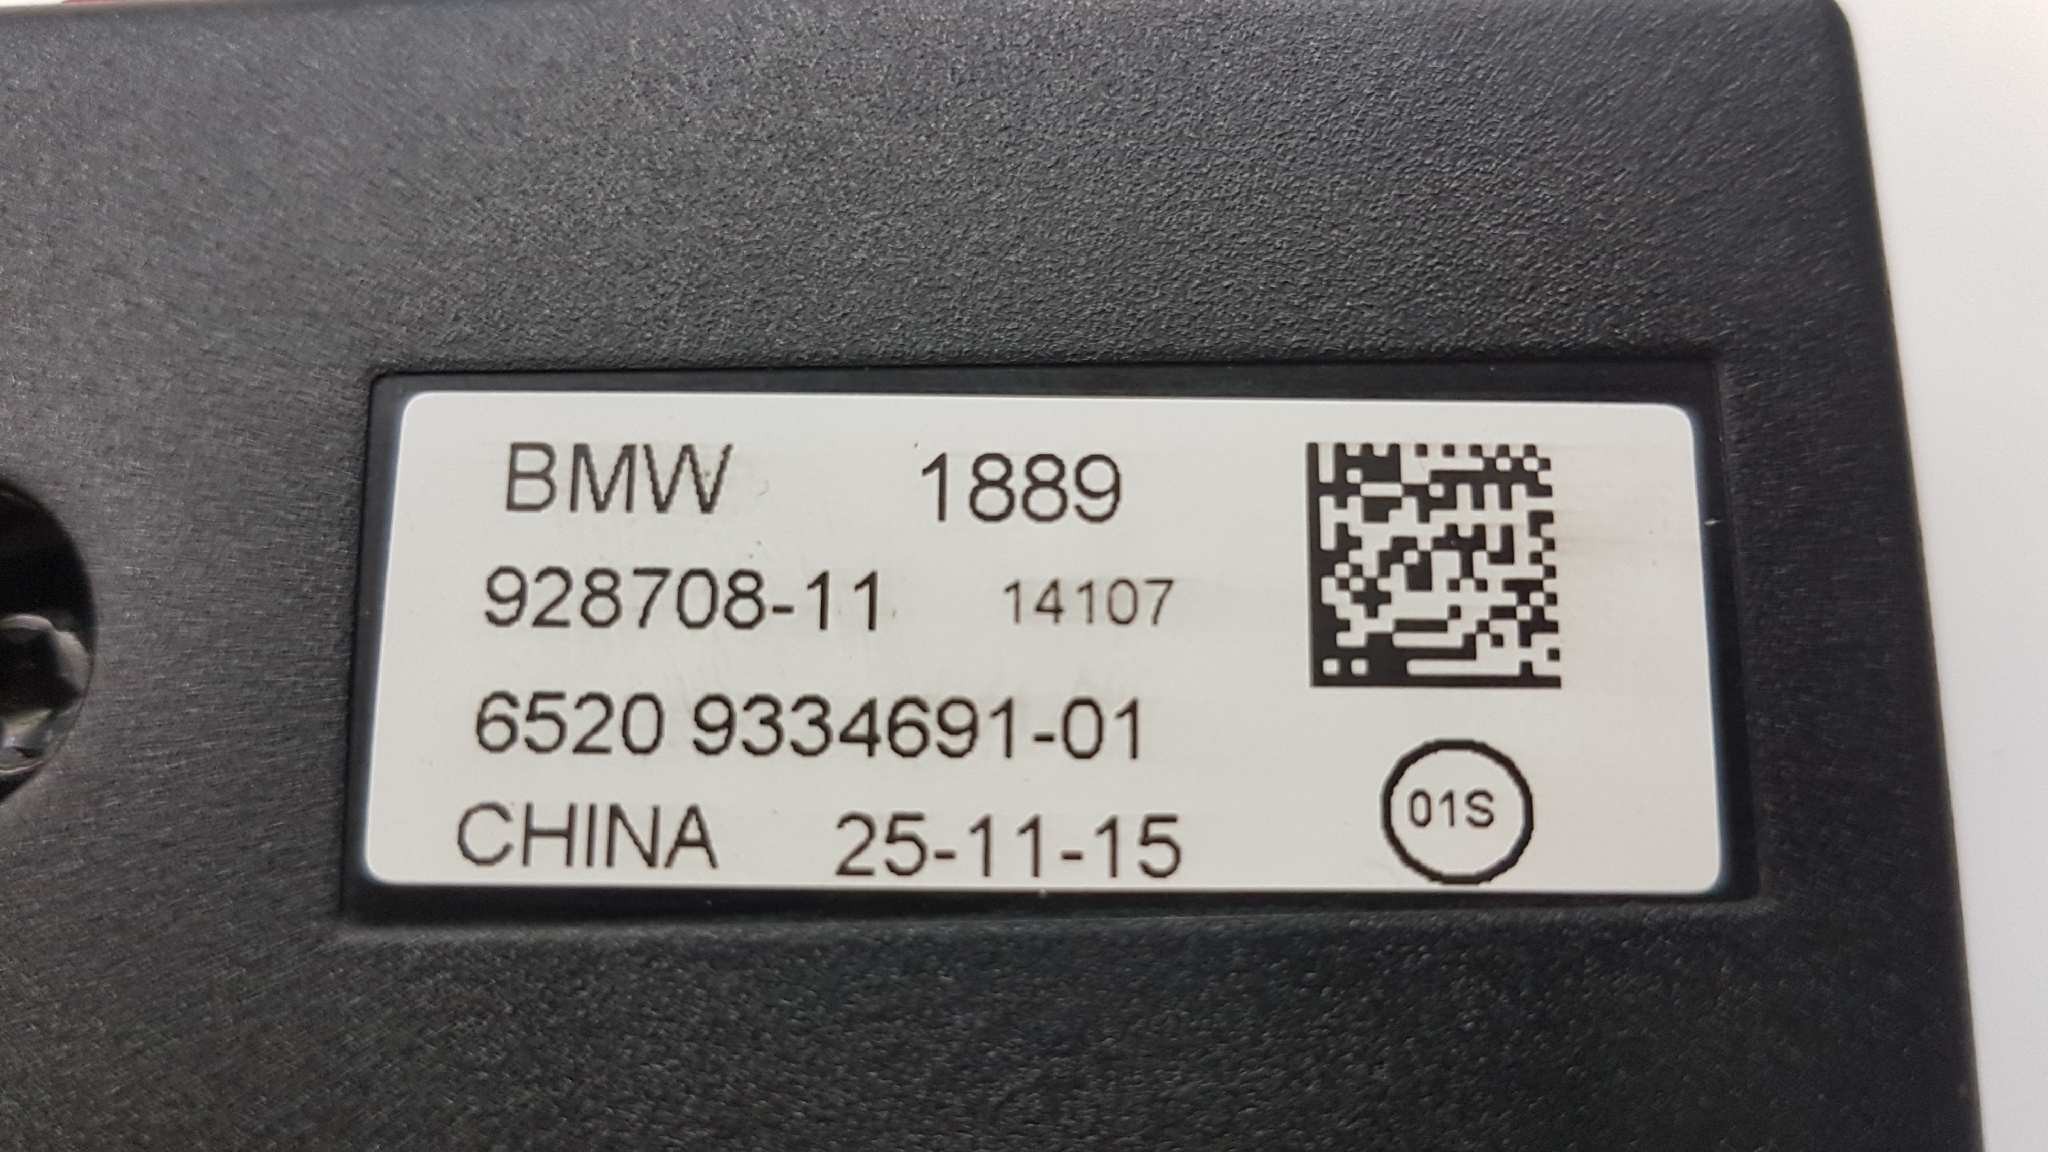 BMW 1889
928708-11 14107
6520 9334691-01
CHINA 25-11-15
01S